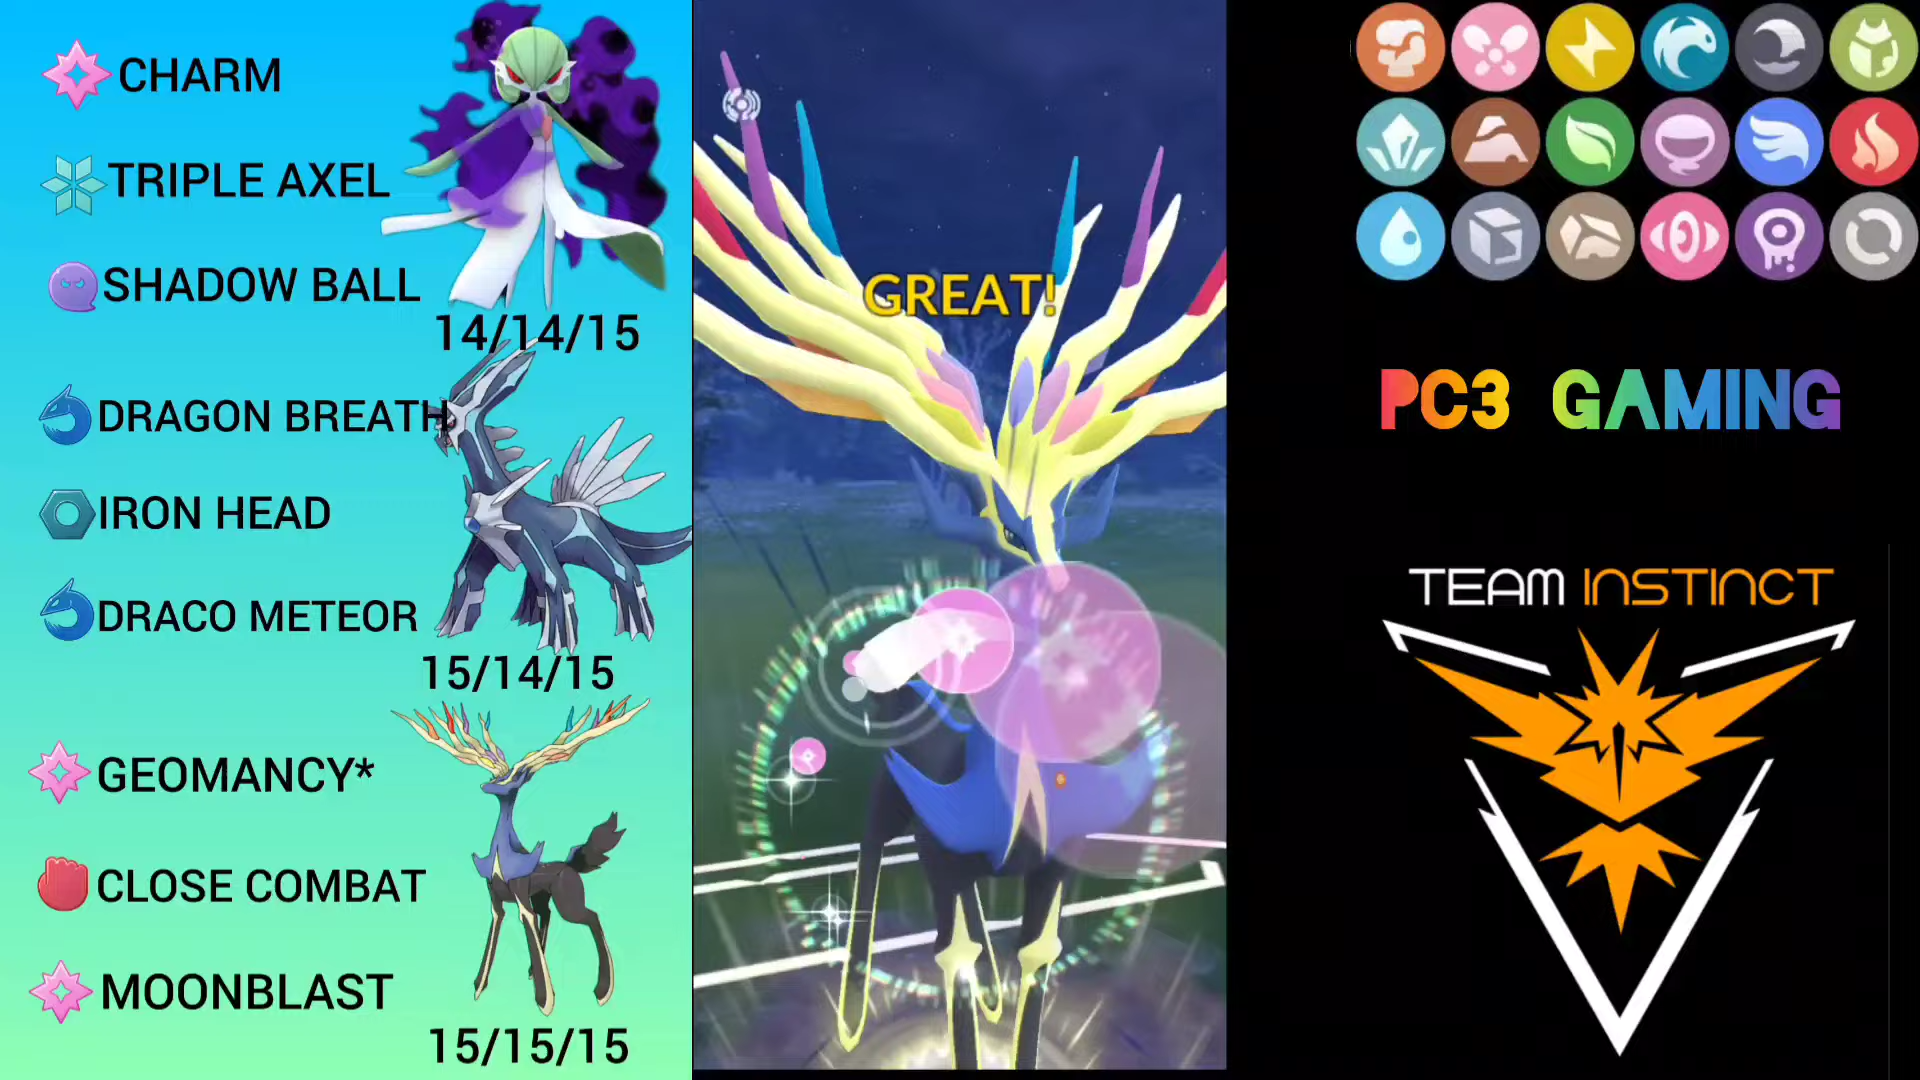 CHARM
TRIPLE AXEL
SHADOW BALL
14/14/15
DRAGON BREATH
IRON HEAD
DRACO METEOR
15/14/15
GEOMANCY*
CLOSE COMBAT
MOONBLAST
15/15/15
GREAT!
PC3 GAMING
TEAM INSTINCT